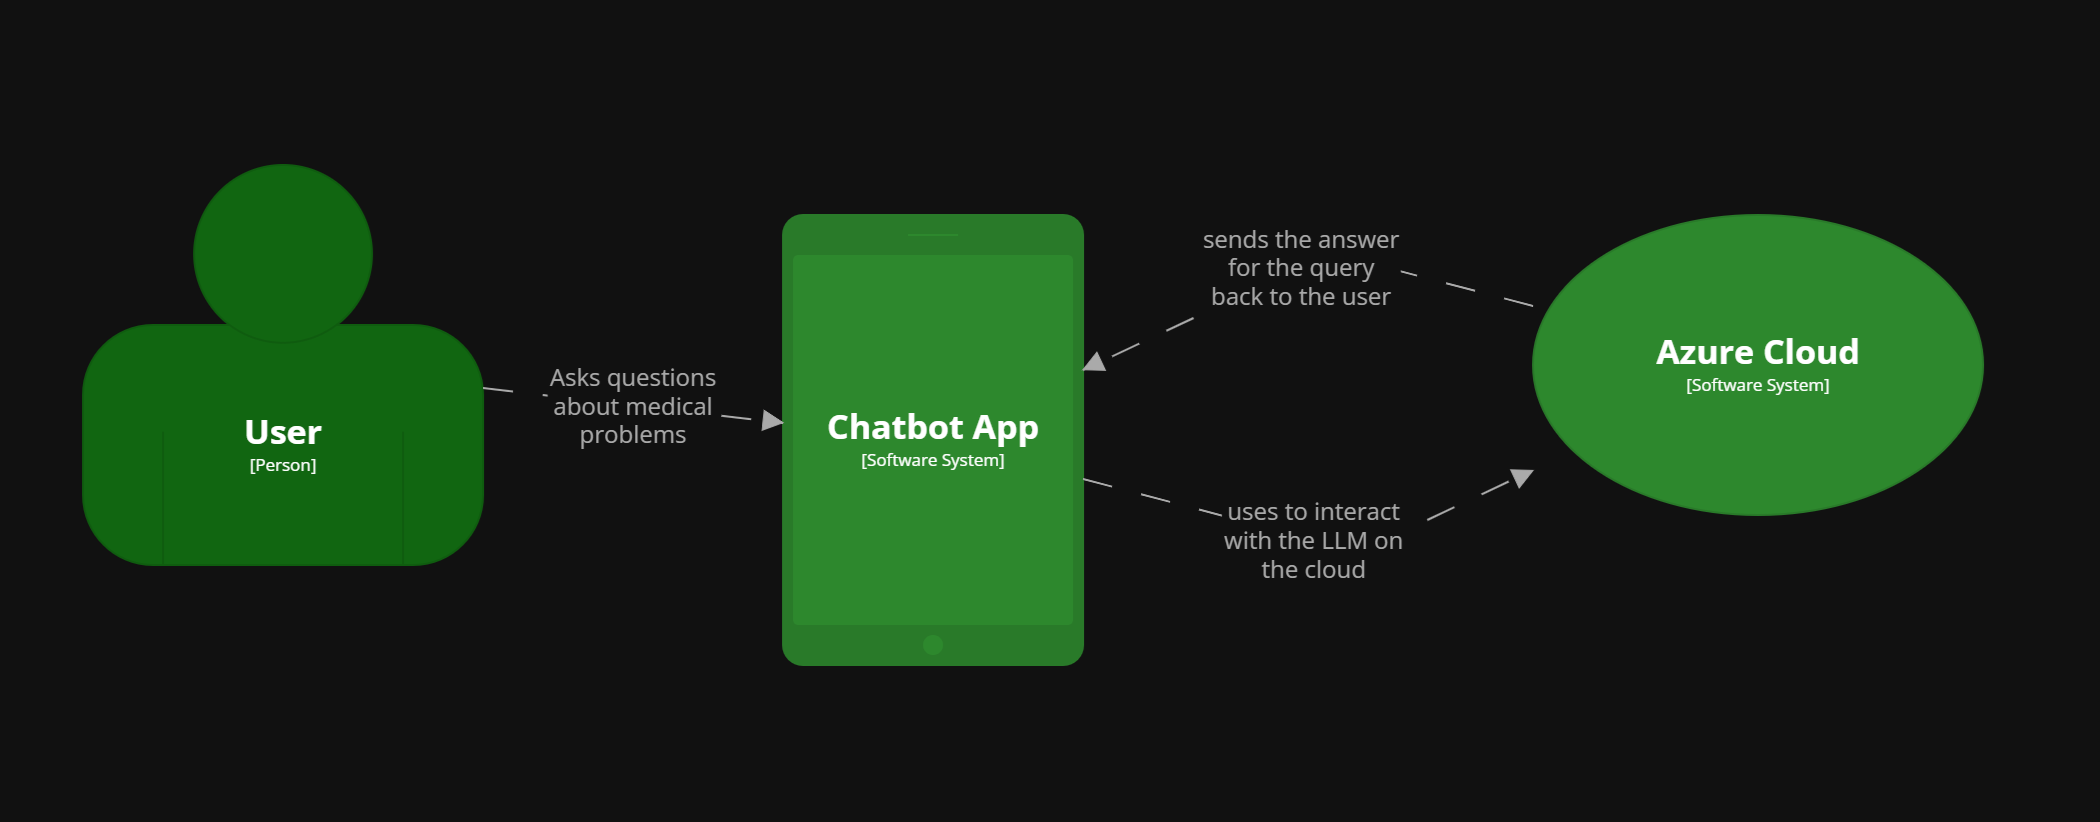 User
[Person]
Asks questions
about medical
problems
Chatbot App
[Software System]
sends the answer
for the query
back to the user
uses to interact
with the LLM on
the cloud
Azure Cloud
[Software System]